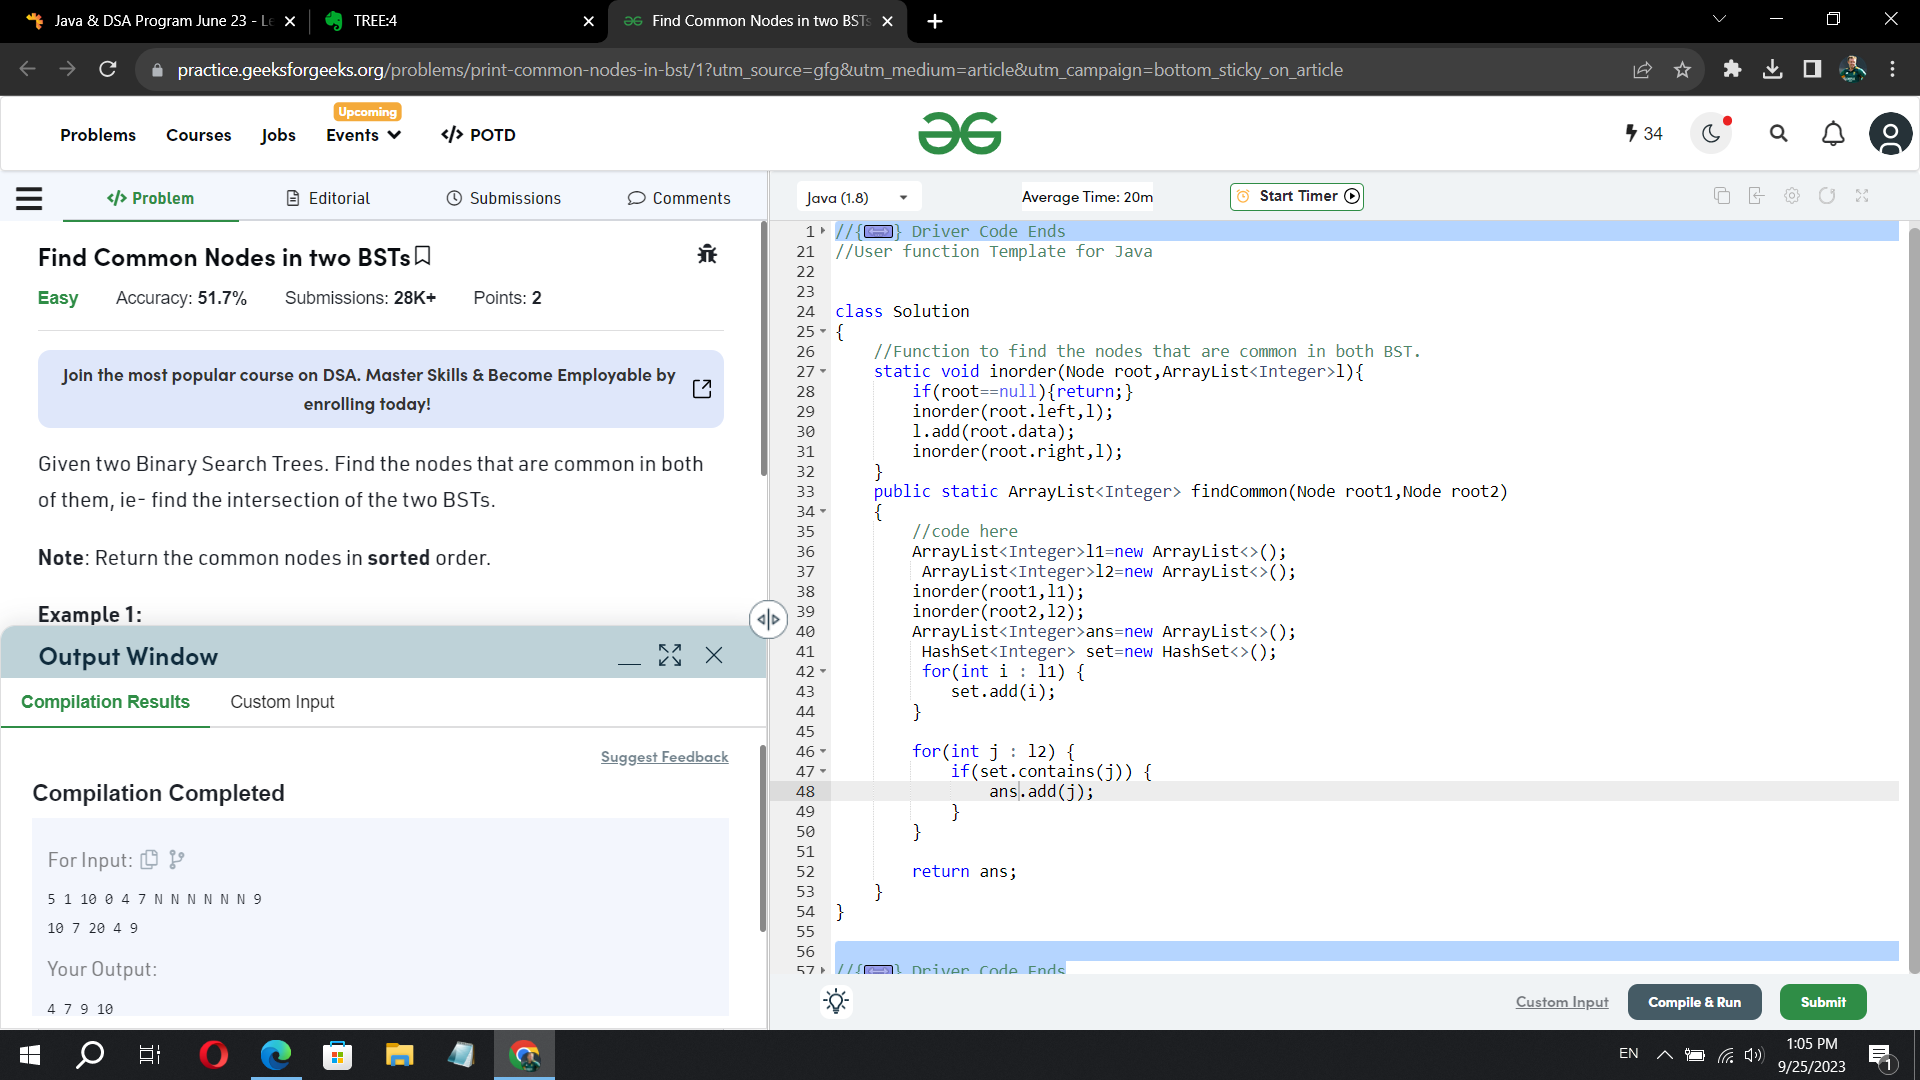 Java & DSA Program June 23 - Le
TREE:4
Find Common Nodes in two BSTs
practice.geeksforgeeks.org/problems/print-common-nodes-in-bst/1?utm_source=gfg&utm_medium=article&utm_campaign=bottom_sticky_on_article
Problems
Courses
Jobs
Upcoming
Events
</> POTD
34
</> Problem
Editorial
Submissions
Comments
Java (1.8)
Average Time: 20m
Start Timer
Find Common Nodes in two BSTs
Easy
Accuracy: 51.7%
Submissions: 28K+
Points: 2
Join the most popular course on DSA. Master Skills & Become Employable by
enrolling today!
Given two Binary Search Trees. Find the nodes that are common in both
of them, ie- find the intersection of the two BSTs.
Note: Return the common nodes in sorted order.
Example 1:
Output Window
Compilation Results
Custom Input
Suggest Feedback
Compilation Completed
For Input:
5 1 10 0 4 7 N N N N N N 9
10 7 20 4 9
Your Output:
4 7 9 10
1 //{} Driver Code Ends
21 //User function Template for Java
22
23
24 class Solution
25 {
26 //Function to find the nodes that are common in both BST.
27 static void inorder(Node root,ArrayList<Integer>l){
28 if(root==null){return;}
29 inorder(root.left,l);
30 l.add(root.data);
31 inorder(root.right,l);
32 }
33 public static ArrayList<Integer> findCommon(Node root1,Node root2)
34 {
35 //code here
36 ArrayList<Integer>l1=new ArrayList<>();
37 ArrayList<Integer>l2=new ArrayList<>();
38 inorder(root1,l1);
39 inorder(root2,l2);
40 ArrayList<Integer>ans=new ArrayList<>();
41 HashSet<Integer> set=new HashSet<>();
42 for(int i : l1) {
43 set.add(i);
44 }
45
46 for(int j : l2) {
47 if(set.contains(j)) {
48 ans.add(j);
49 }
50 }
51
52 return ans;
53 }
54 }
55
56
57 //{} Driver Code Ends
Custom Input
Compile & Run
Submit
EN
1:05 PM
9/25/2023
1